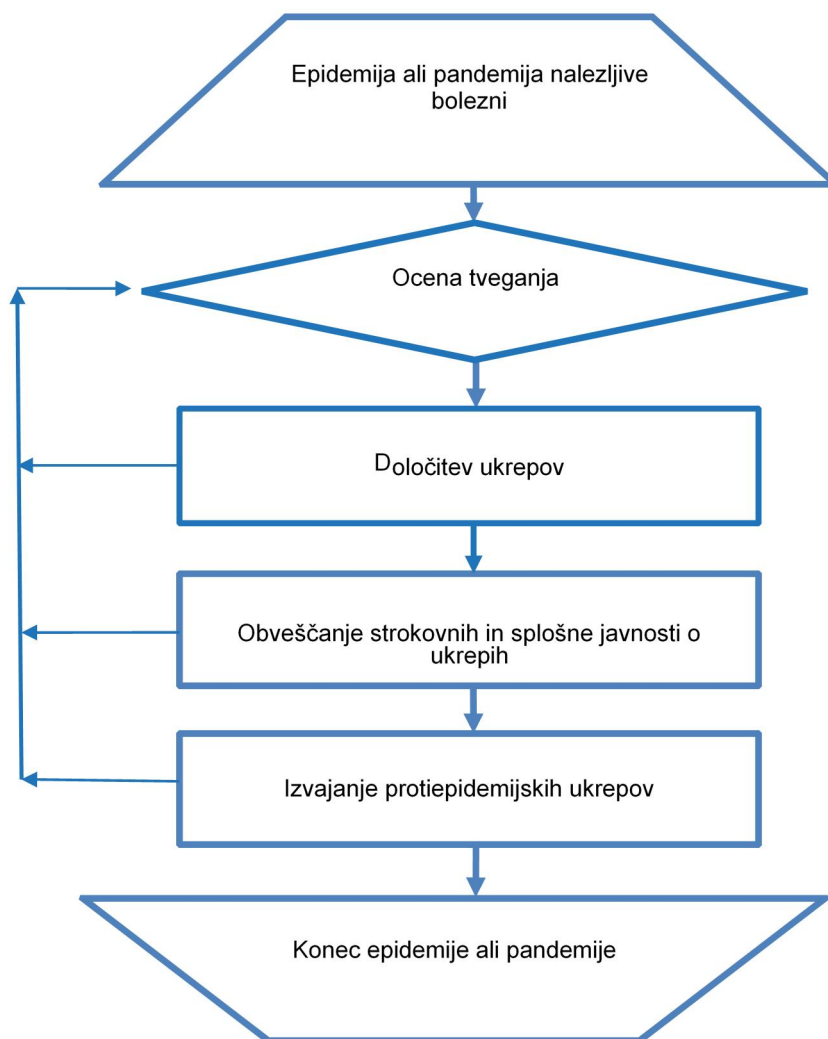 Epidemija ali pandemija nalezljive
bolezni
Ocena tveganja
Določitev ukrepov
Obveščanje strokovnih in splošne javnosti o
ukrepih
Izvajanje protiepidemijskih ukrepov
Konec epidemije ali pandemije